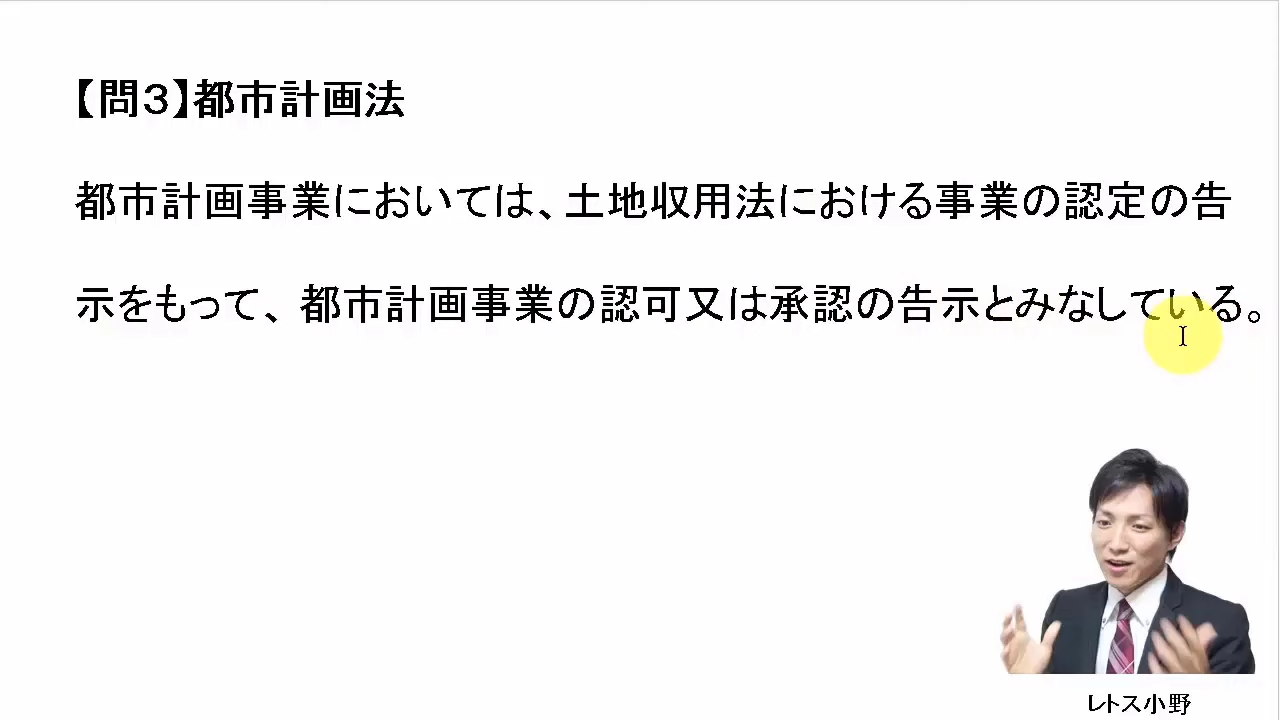 【問３】都市計画法
都市計画事業においては、土地収用法における事業の認定の告
示をもって、都市計画事業の認可又は承認の告示とみなしている。
レトス小野